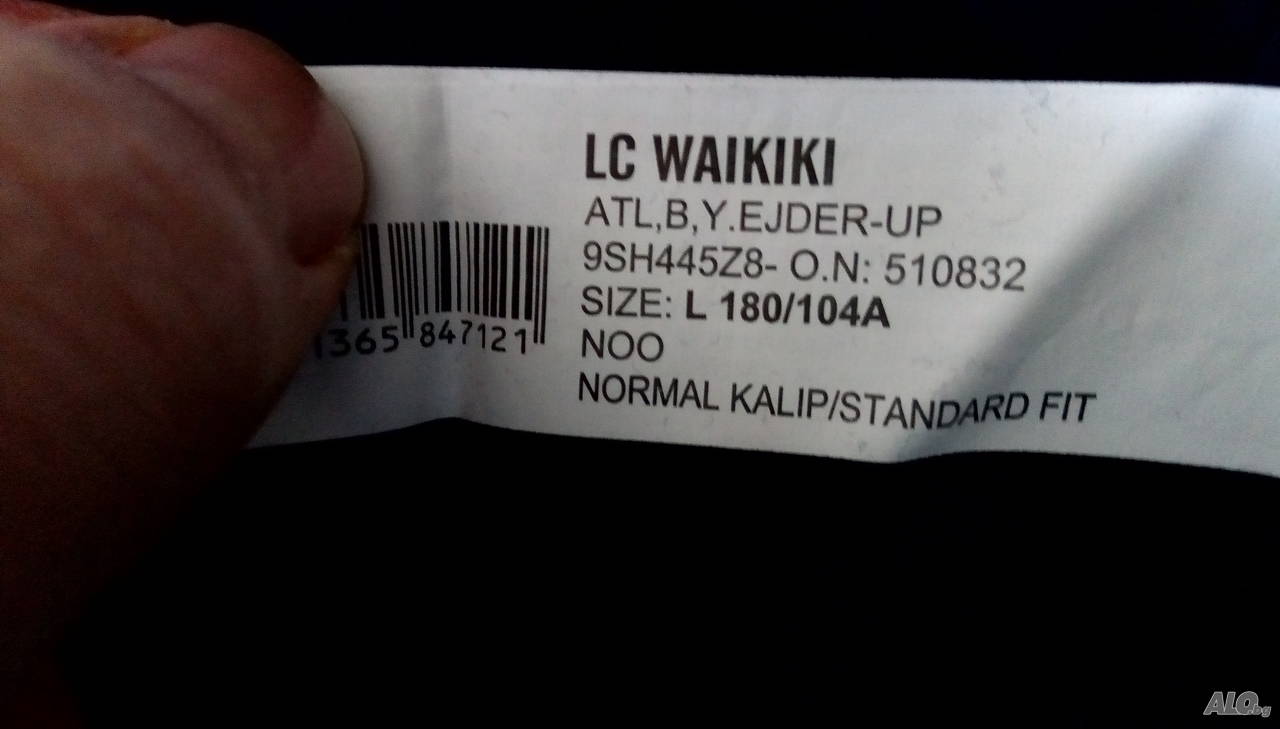 LC WAIKIKI
ATL,B,Y.EJDER-UP
9SH445Z8- O.N: 510832
SIZE: L 180/104A
NOO
NORMAL KALIP/STANDARD FIT
1365 847121
ALO.bg